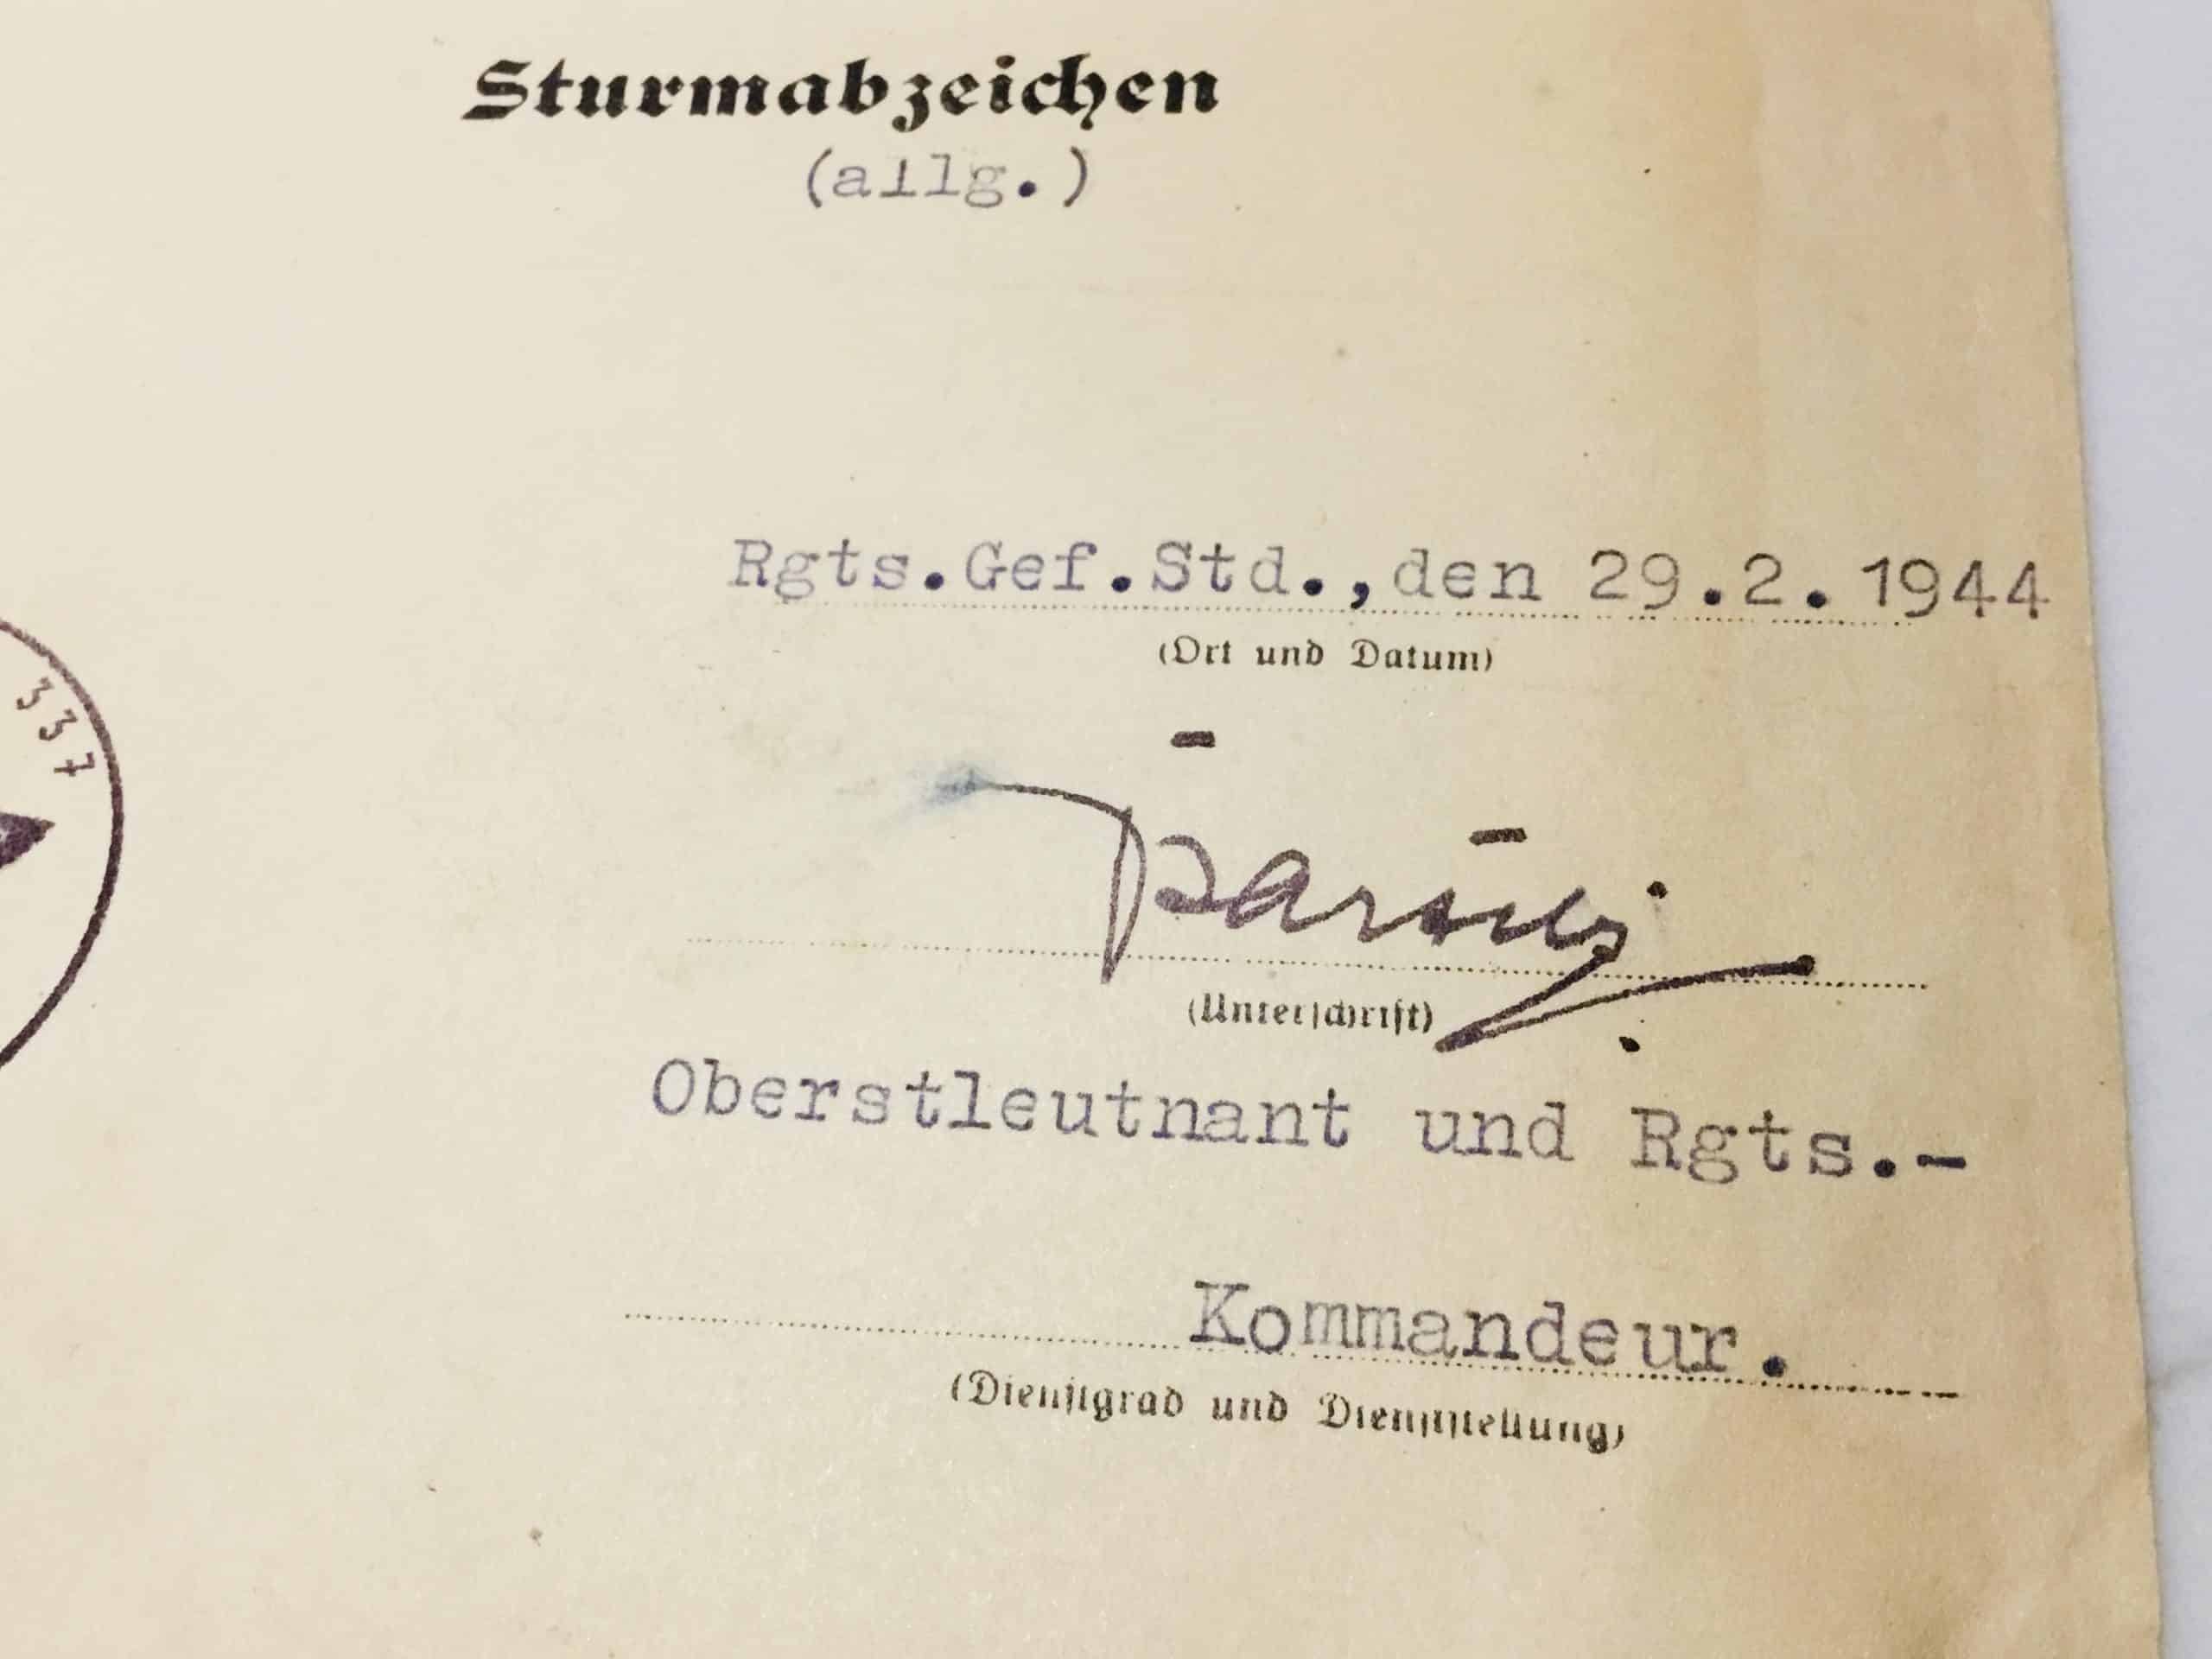 Sturmabzeichen
(allg.)
Rgts.Gef.Std.,den 29.2.1944
(Ort und Datum)
337
(Unterschrift)
Oberstleutnant und Rgts.-
Kommandeur.
(Dienstgrad und Dienststellung)